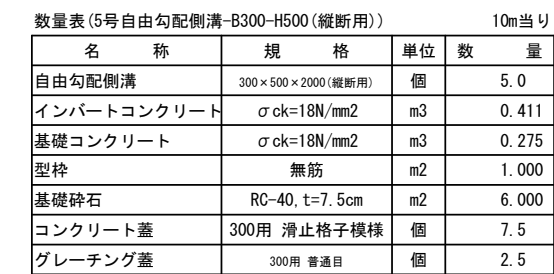 数量表(5号自由勾配側溝-B300-H500(縦断用)) 10m当り
名 称 規 格 単位 数 量
自由勾配側溝 300×500×2000(縦断用) 個 5.0
インバートコンクリート σck=18N/mm2 m3 0.411
基礎コンクリート σck=18N/mm2 m3 0.275
型枠 無筋 m2 1.000
基礎砕石 RC-40,t=7.5cm m2 6.000
コンクリート蓋 300用 滑止格子模様 個 7.5
グレーチング蓋 300用 普通目 個 2.5